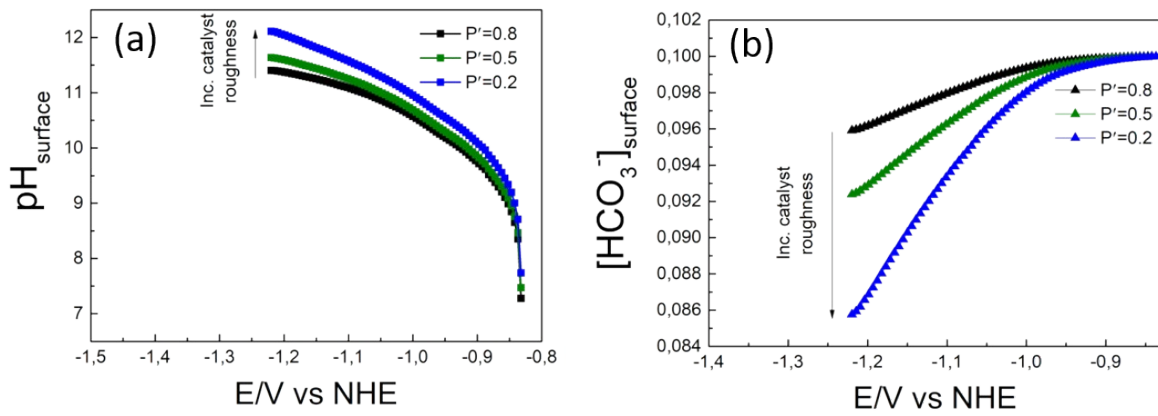 (a)
Inc. catalyst
roughness
P'=0.8
P'=0.5
P'=0.2
12
11
10
9
8
7
pH surface
-1,5 -1,4 -1,3 -1,2 -1,1 -1,0 -0,9 -0,8
E/V vs NHE
(b)
0,102
0,100
0,098
0,096
0,094
0,092
0,090
0,088
0,086
0,084
[HCO3-]surface
P'=0.8
P'=0.5
P'=0.2
Inc. catalyst
roughness
-1,4 -1,3 -1,2 -1,1 -1,0 -0,9
E/V vs NHE